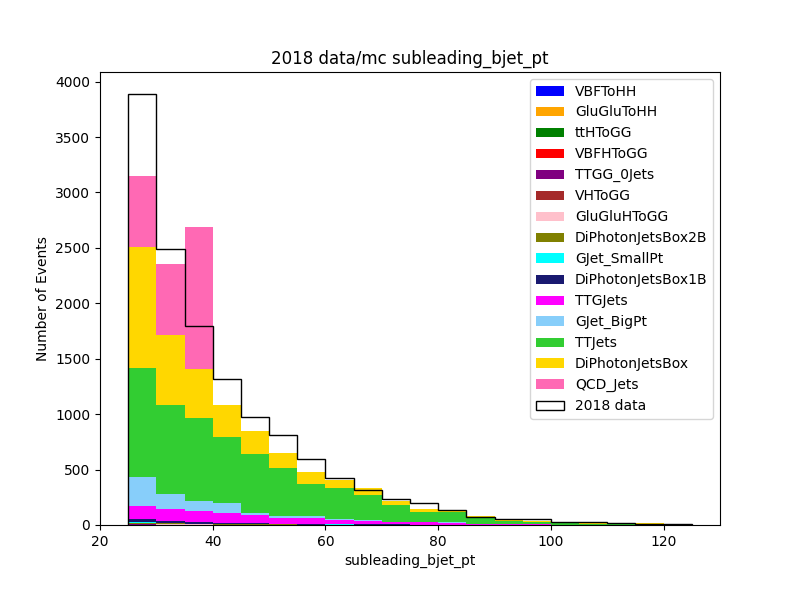 2018 data/mc subleading_bjet_pt
4000
3500
3000
2500
2000
1500
1000
500
0
Number of Events
20
40
60
80
100
120
subleading_bjet_pt
VBFToHH
GluGluToHH
ttHToGG
VBFHToGG
TTGG_0Jets
VHToGG
GluGluHToGG
DiPhotonJetsBox2B
GJet_SmallPt
DiPhotonJetsBox1B
TTGJets
GJet_BigPt
TTJets
DiPhotonJetsBox
QCD_Jets
2018 data